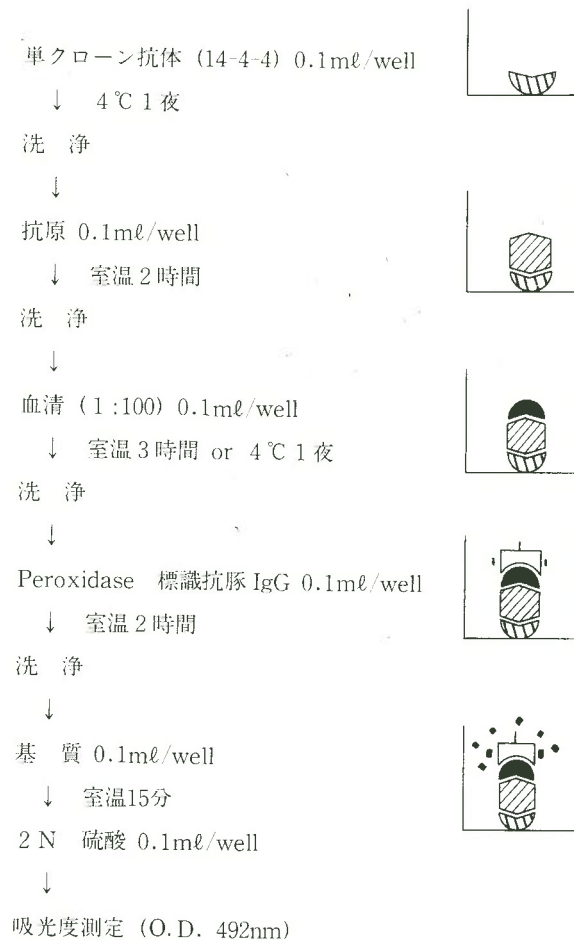 単クローン抗体 (14-4-4) 0.1mℓ/well
↓ 4℃ 1夜
洗 浄
↓
抗原 0.1mℓ/well
↓ 室温2時間
洗 浄
↓
血清 (1:100) 0.1mℓ/well
↓ 室温3時間 or 4℃ 1夜
洗 浄
↓
Peroxidase 標識抗豚IgG 0.1mℓ/well
↓ 室温2時間
洗 浄
↓
基 質 0.1mℓ/well
↓ 室温15分
2N 硫酸 0.1mℓ/well
↓
吸光度測定 (O.D. 492nm)